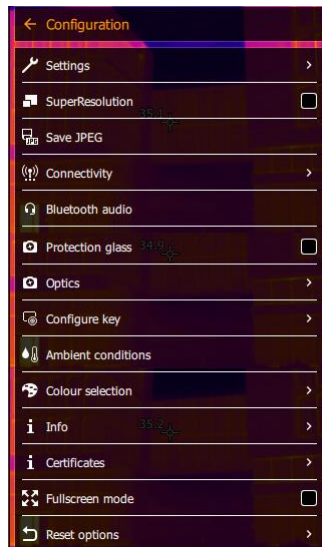 Configuration
Settings
SuperResolution
35.1
Save JPEG
Connectivity
Bluetooth audio
Protection glass
34.9
Optics
Configure key
Ambient conditions
Colour selection
Info
35.2
Certificates
Fullscreen mode
Reset options